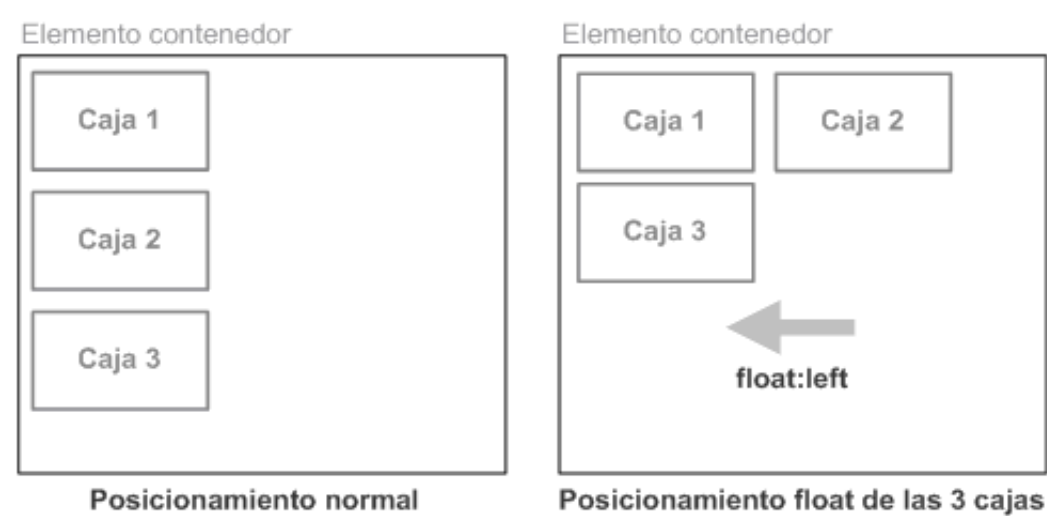 Elemento contenedor
Caja 1
Caja 2
Caja 3
Posicionamiento normal
Elemento contenedor
Caja 1
Caja 2
Caja 3
float:left
Posicionamiento float de las 3 cajas